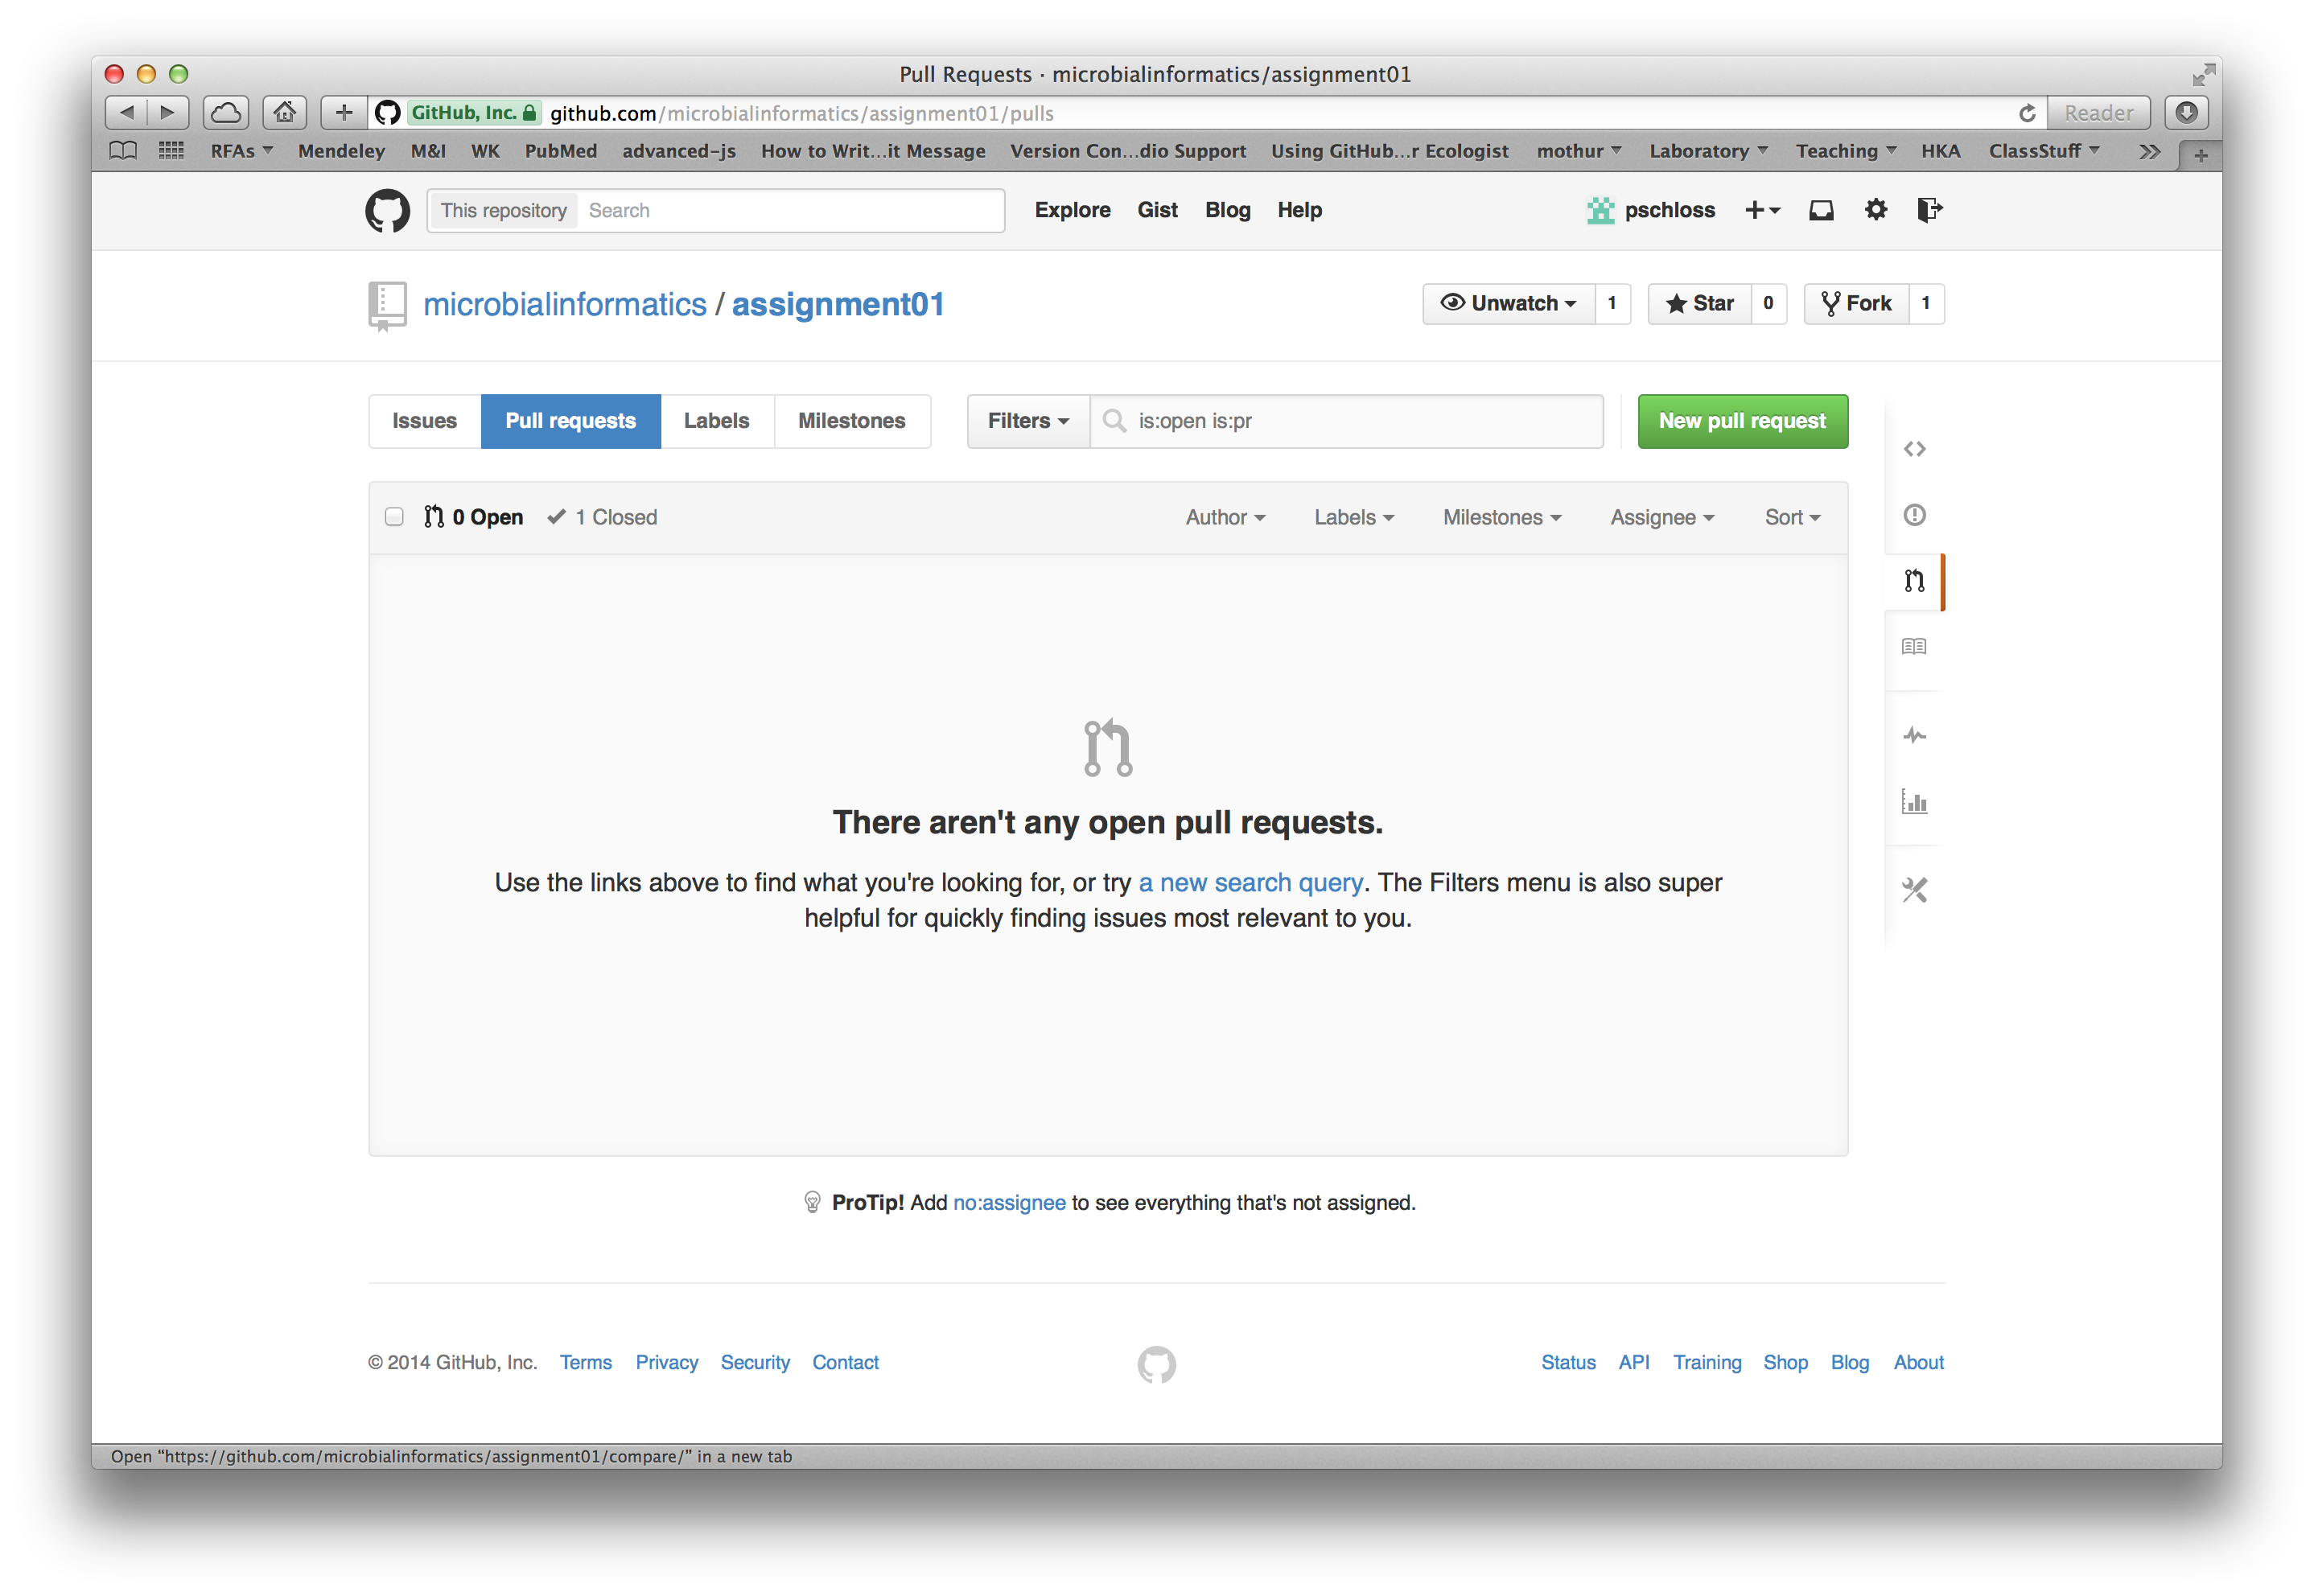 Pull Requests · microbialinformatics/assignment01
GitHub, Inc. github.com/microbialinformatics/assignment01/pulls Reader
RFAs Mendeley M&I WK PubMed advanced-js How to Writ...it Message Version Con...dio Support Using GitHub...r Ecologist mothur Laboratory Teaching HKA ClassStuff
This repository Search Explore Gist Blog Help pschloss
microbialinformatics / assignment01 Unwatch 1 Star 0 Fork 1
Issues Pull requests Labels Milestones Filters is:open is:pr New pull request
0 Open 1 Closed Author Labels Milestones Assignee Sort
There aren't any open pull requests.
Use the links above to find what you're looking for, or try a new search query. The Filters menu is also super
helpful for quickly finding issues most relevant to you.
ProTip! Add no:assignee to see everything that's not assigned.
© 2014 GitHub, Inc. Terms Privacy Security Contact Status API Training Shop Blog About
Open “https://github.com/microbialinformatics/assignment01/compare/” in a new tab